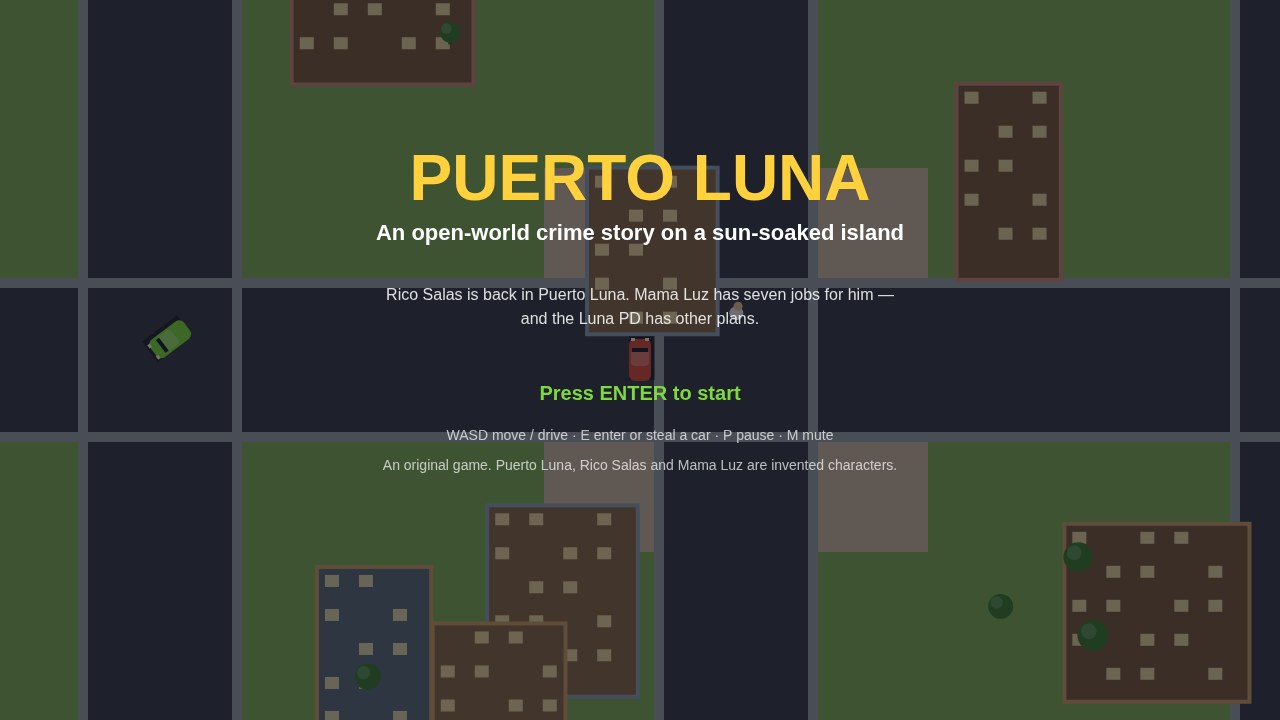 PUERTO LUNA
An open-world crime story on a sun-soaked island
Rico Salas is back in Puerto Luna. Mama Luz has seven jobs for him —
and the Luna PD has other plans.
Press ENTER to start
WASD move / drive · E enter or steal a car · P pause · M mute
An original game. Puerto Luna, Rico Salas and Mama Luz are invented characters.